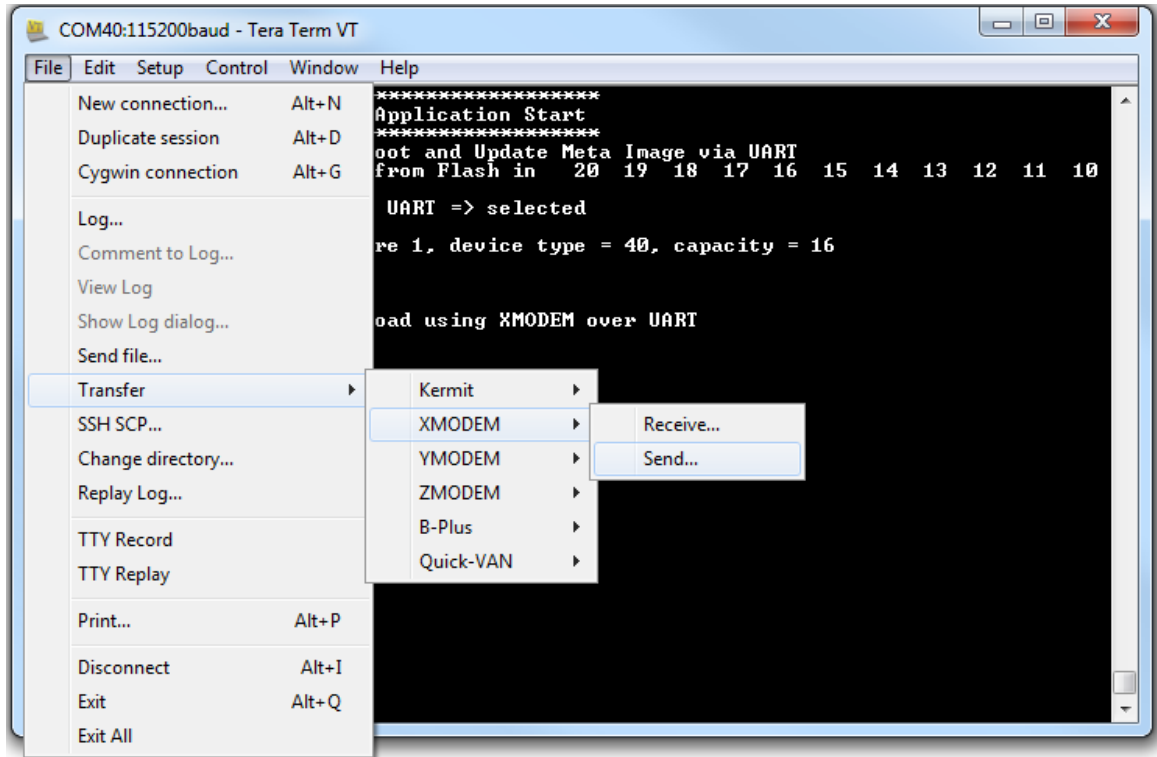 COM40:115200baud - Tera Term VT
File Edit Setup Control Window Help
New connection... Alt+N
Duplicate session Alt+D
Cygwin connection Alt+G
Log...
Comment to Log...
View Log
Show Log dialog...
Send file...
Transfer
SSH SCP...
Change directory...
Replay Log...
TTY Record
TTY Replay
Print... Alt+P
Disconnect Alt+I
Exit Alt+Q
Exit All
Kermit
XMODEM
YMODEM
ZMODEM
B-Plus
Quick-VAN
Receive...
Send...
******************
Application Start
******************
oot and Update Meta Image via UART
from Flash in 20 19 18 17 16 15 14 13 12 11 10
UART => selected
re 1, device type = 40, capacity = 16
oad using XMODEM over UART